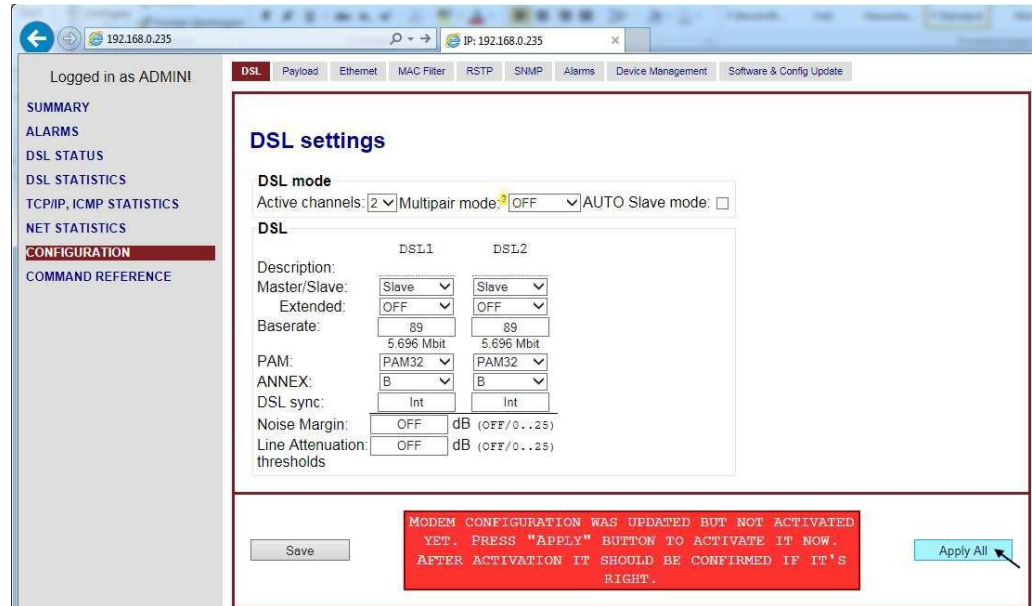 192.168.0.235
IP: 192.168.0.235
Logged in as ADMIN!
SUMMARY
ALARMS
DSL STATUS
DSL STATISTICS
TCP/IP, ICMP STATISTICS
NET STATISTICS
CONFIGURATION
COMMAND REFERENCE
DSL Payload Ethernet MAC Filter RSTP SNMP Alarms Device Management Software & Config Update
DSL settings
DSL mode
Active channels: 2 Multipair mode: ? OFF AUTO Slave mode:
DSL
DSL1 DSL2
Description:
Master/Slave: Slave Slave
Extended: OFF OFF
Baserate: 89 89
5.696 Mbit 5.696 Mbit
PAM: PAM32 PAM32
ANNEX: B B
DSL sync: Int Int
Noise Margin: OFF dB (OFF/0..25)
Line Attenuation: OFF dB (OFF/0..25)
thresholds
Save
MODEM CONFIGURATION WAS UPDATED BUT NOT ACTIVATED
YET. PRESS "APPLY" BUTTON TO ACTIVATE IT NOW.
AFTER ACTIVATION IT SHOULD BE CONFIRMED IF IT'S
RIGHT.
Apply All